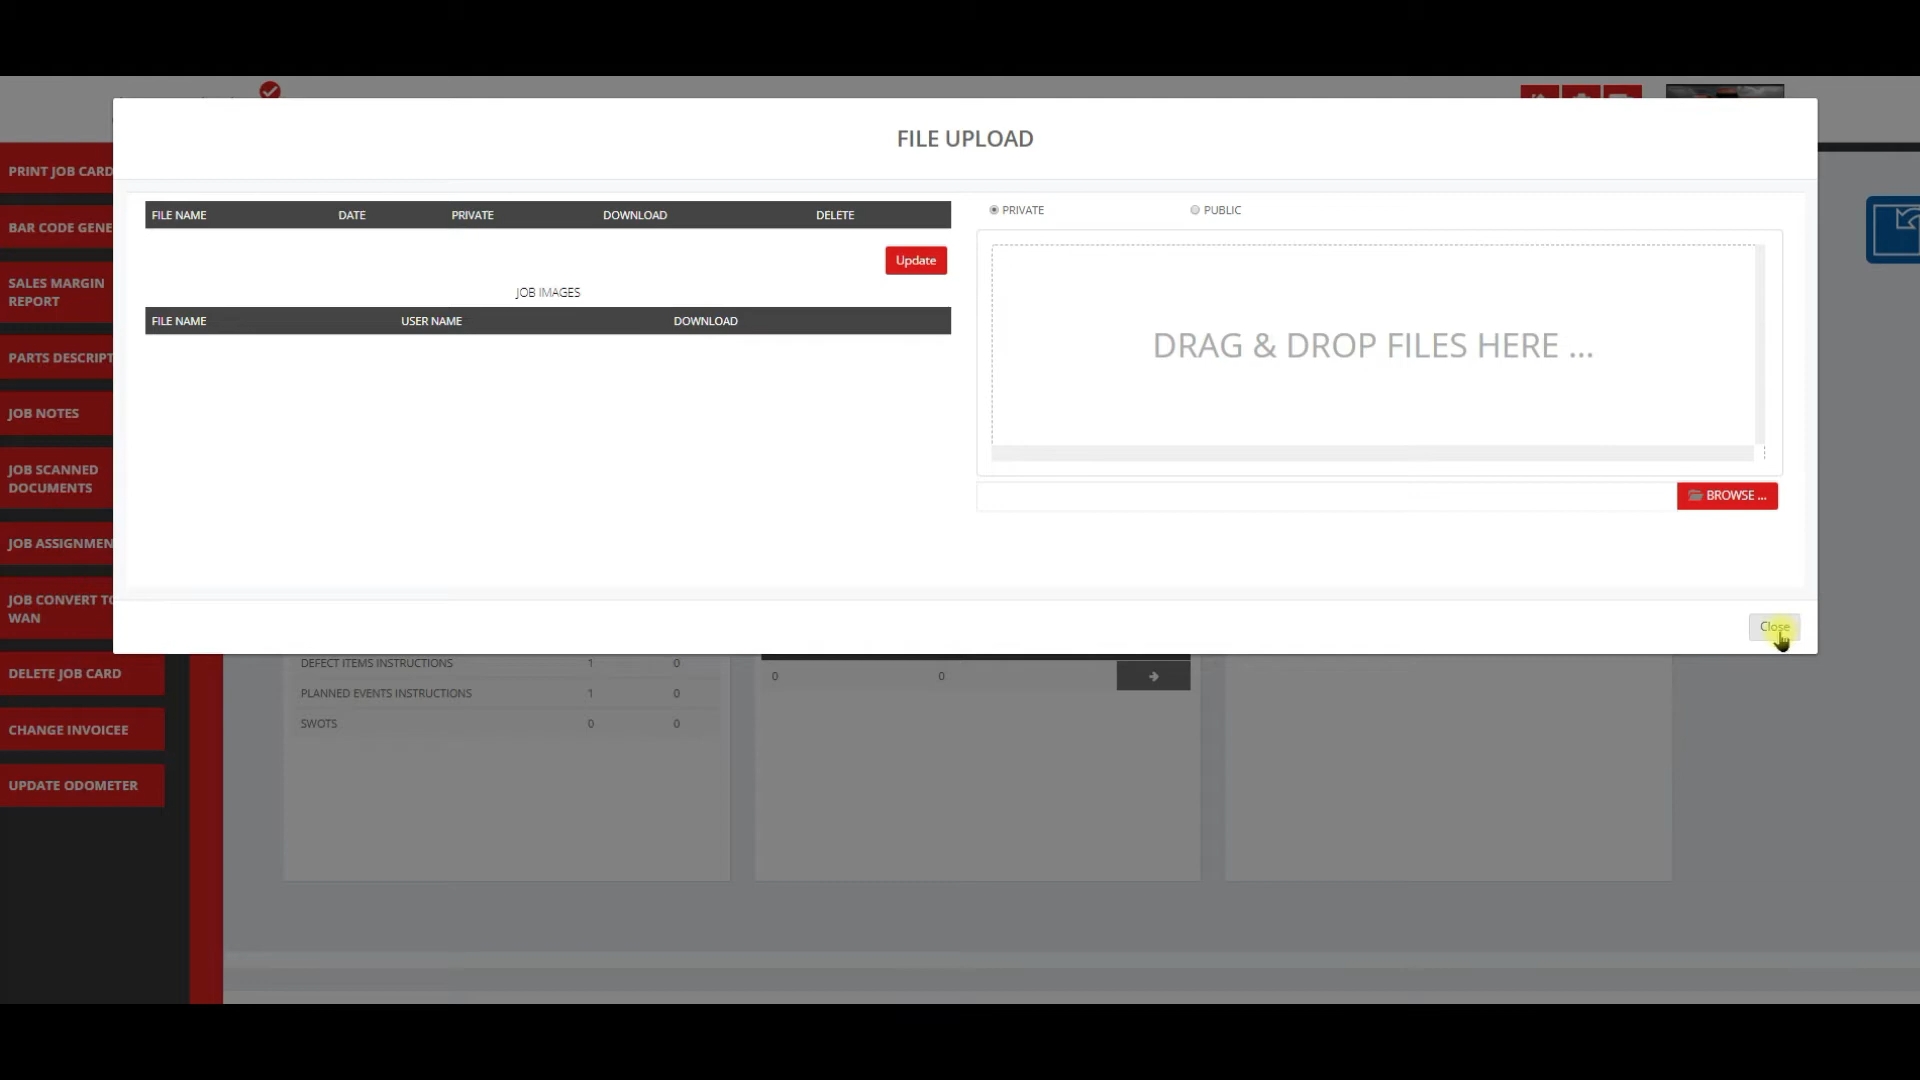 FILE UPLOAD
FILE NAME DATE PRIVATE DOWNLOAD DELETE
Update
JOB IMAGES
FILE NAME USER NAME DOWNLOAD
PRIVATE PUBLIC
DRAG & DROP FILES HERE ...
BROWSE ...
Close
PRINT JOB CARD
BAR CODE GENE
SALES MARGIN
REPORT
PARTS DESCRIPT
JOB NOTES
JOB SCANNED
DOCUMENTS
JOB ASSIGNMEN
JOB CONVERT TO
WAN
DELETE JOB CARD
CHANGE INVOICEE
UPDATE ODOMETER
DEFECT ITEMS INSTRUCTIONS 1 0
PLANNED EVENTS INSTRUCTIONS 1 0
SWOTS 0 0
0 0